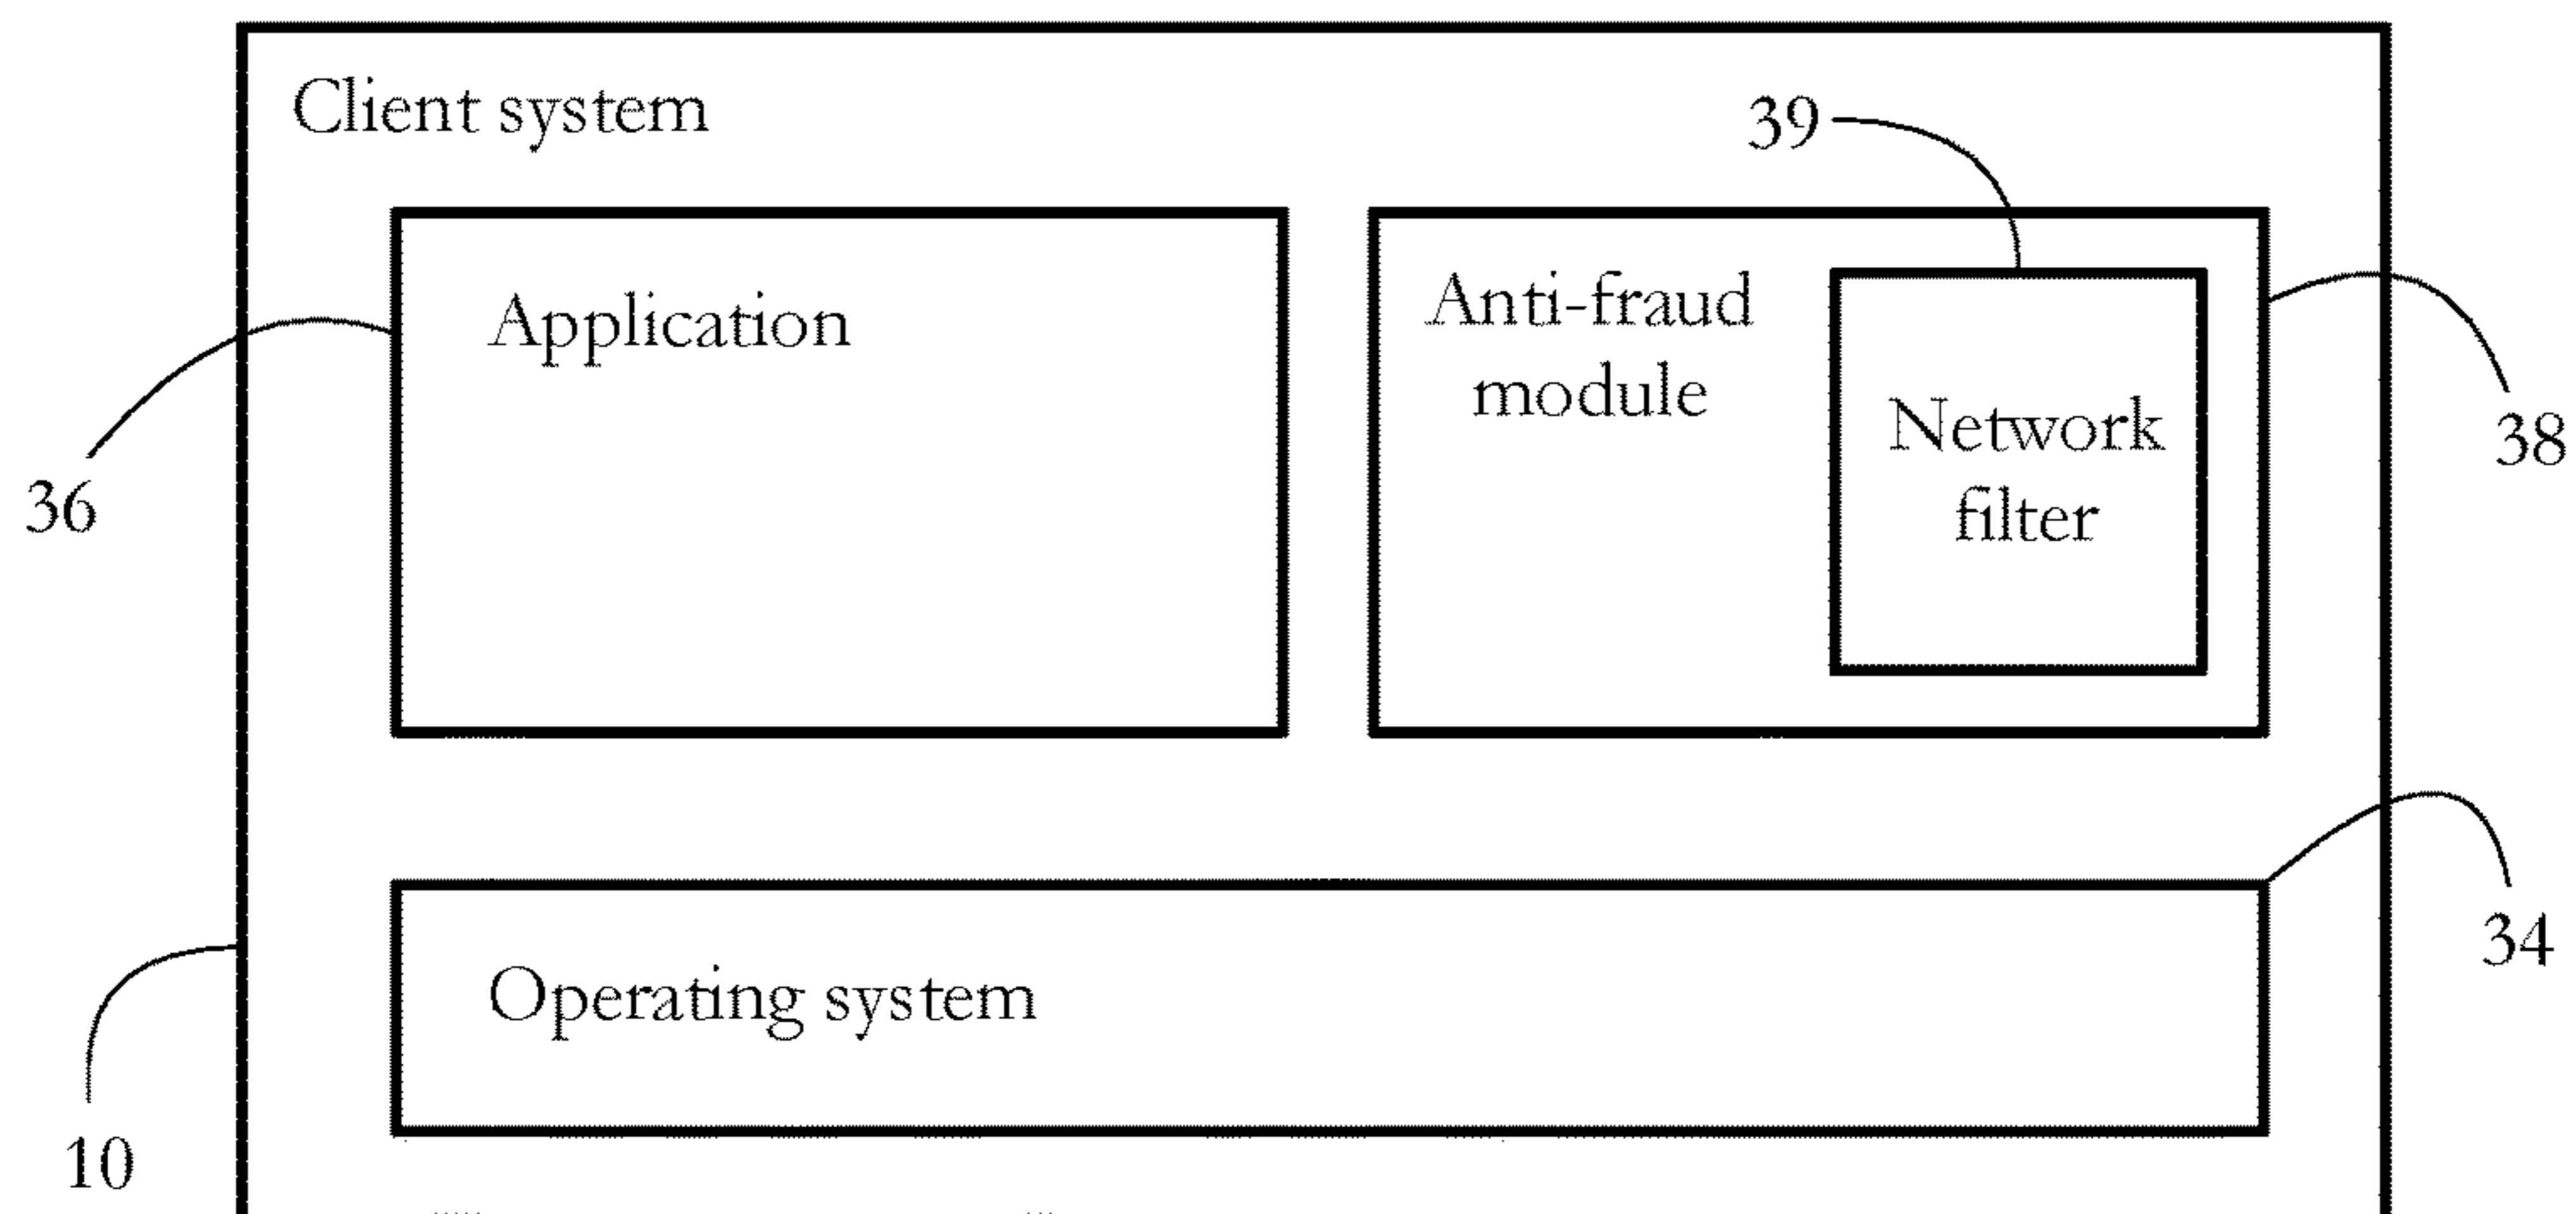 Client system
39
Application
Anti-fraud
module
Network
filter
36
38
Operating system
34
10